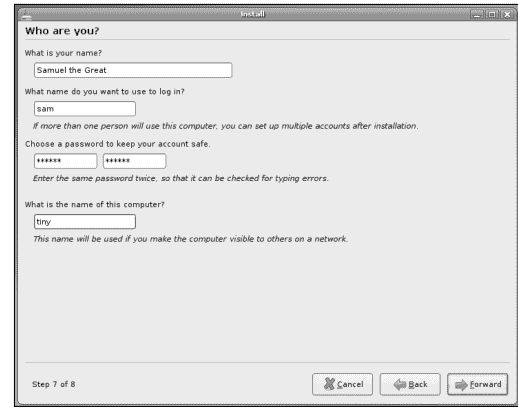 Install
Who are you?
What is your name?
Samuel the Great
What name do you want to use to log in?
sam
If more than one person will use this computer, you can set up multiple accounts after installation.
Choose a password to keep your account safe.
****** ******
Enter the same password twice, so that it can be checked for typing errors.
What is the name of this computer?
tiny
This name will be used if you make the computer visible to others on a network.
Step 7 of 8 Cancel Back Forward